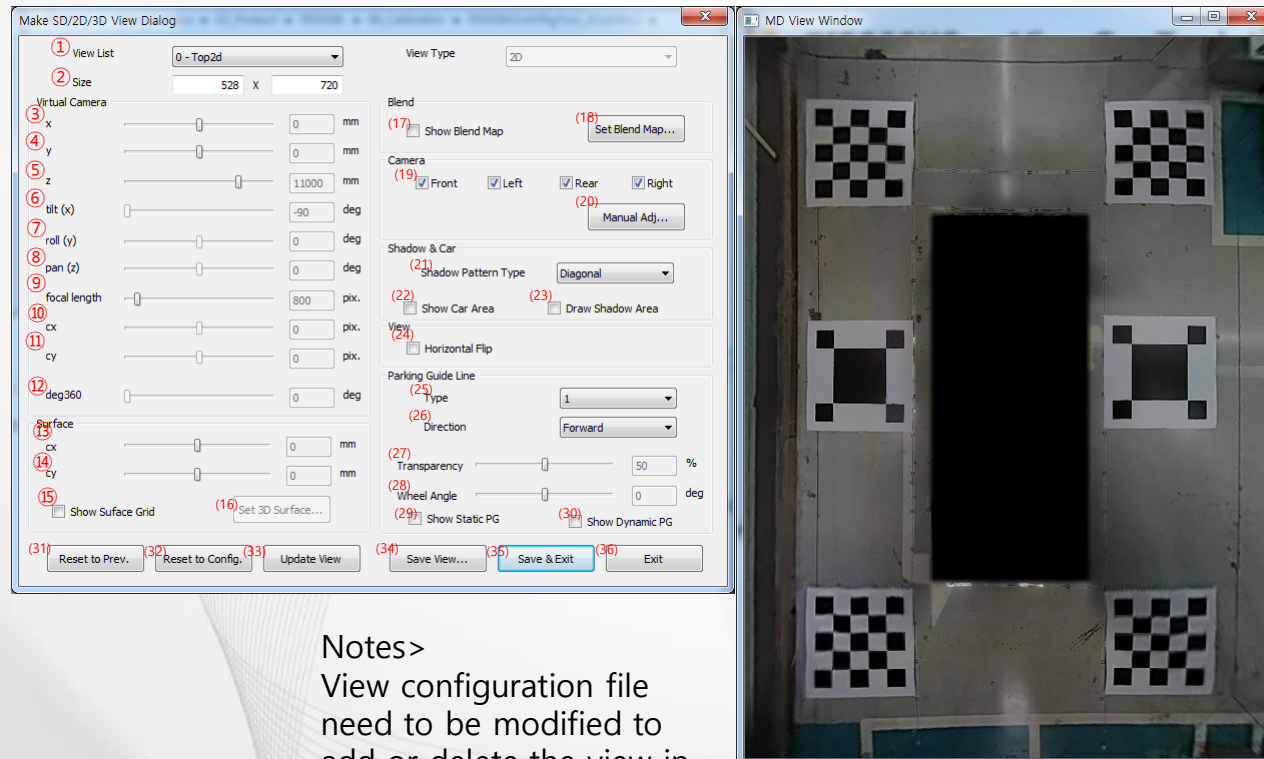 Make SD/2D/3D View Dialog
① View List 0 - Top2d View Type 2D
② Size 528 X 720
Virtual Camera
③ x 0 mm
④ y 0 mm
⑤ z 11000 mm
⑥ tilt (x) -90 deg
⑦ roll (y) 0 deg
⑧ pan (z) 0 deg
⑨ focal length 800 pix.
⑩ cx 0 pix.
⑪ cy 0 pix.
⑫ deg360 0 deg
Surface
⑬ cx 0 mm
⑭ cy 0 mm
⑮ Show Suface Grid (16) Set 3D Surface...
Blend
(17) Show Blend Map (18) Set Blend Map...
Camera
(19) Front Left Rear Right
(20) Manual Adj...
Shadow & Car
(21) Shadow Pattern Type Diagonal
(22) Show Car Area (23) Draw Shadow Area
View
(24) Horizontal Flip
Parking Guide Line
(25) Type 1
(26) Direction Forward
(27) Transparency 50 %
(28) Wheel Angle 0 deg
(29) Show Static PG (30) Show Dynamic PG
(31) Reset to Prev. (32) Reset to Config. (33) Update View (34) Save View... (35) Save & Exit (36) Exit
MD View Window
Notes>
View configuration file
need to be modified to
add or delete the view in